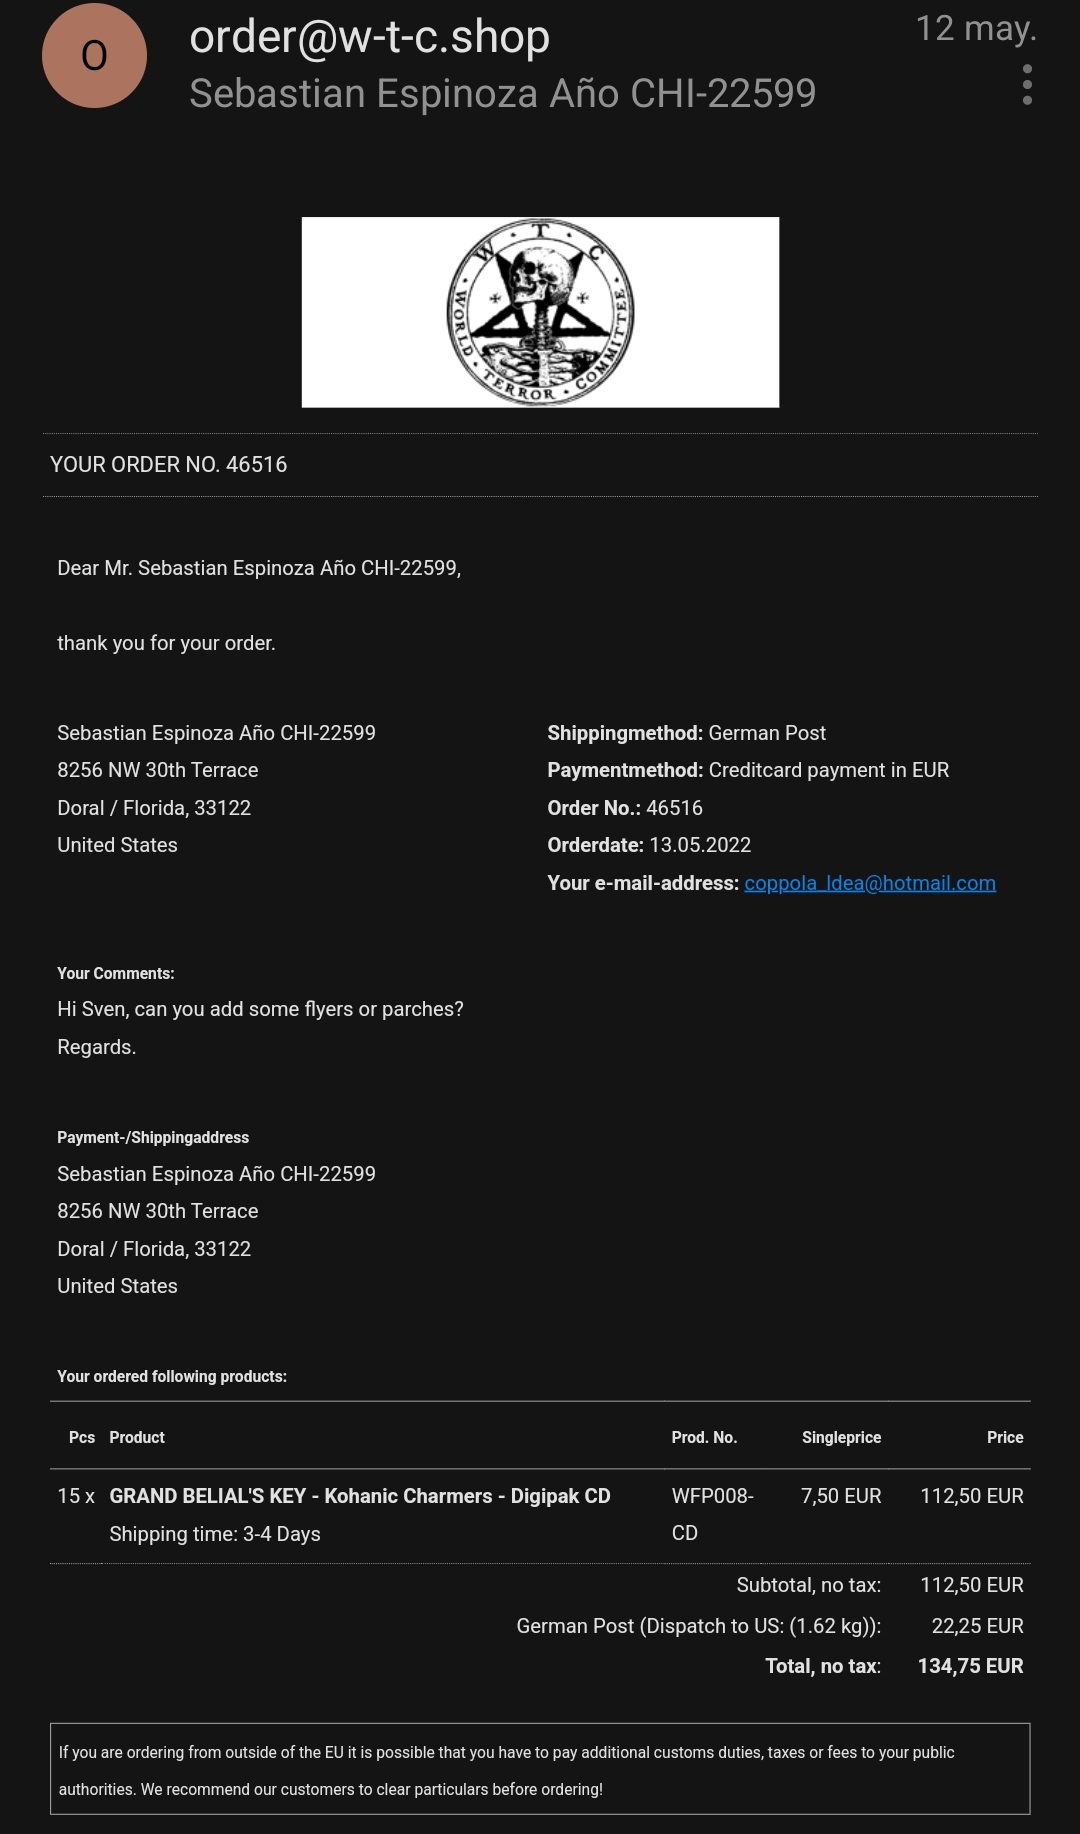 O
order@w-t-c.shop
12 may.
Sebastian Espinoza Año CHI-22599
W · T · C
WORLD · TERROR · COMMITTEE
YOUR ORDER NO. 46516
Dear Mr. Sebastian Espinoza Año CHI-22599,
thank you for your order.
Sebastian Espinoza Año CHI-22599
8256 NW 30th Terrace
Doral / Florida, 33122
United States
Shippingmethod: German Post
Paymentmethod: Creditcard payment in EUR
Order No.: 46516
Orderdate: 13.05.2022
Your e-mail-address: coppola_ldea@hotmail.com
Your Comments:
Hi Sven, can you add some flyers or parches?
Regards.
Payment-/Shippingaddress
Sebastian Espinoza Año CHI-22599
8256 NW 30th Terrace
Doral / Florida, 33122
United States
Your ordered following products:
Pcs Product Prod. No. Singleprice Price
15 x GRAND BELIAL'S KEY - Kohanic Charmers - Digipak CD WFP008- 7,50 EUR 112,50 EUR
Shipping time: 3-4 Days CD
Subtotal, no tax: 112,50 EUR
German Post (Dispatch to US: (1.62 kg)): 22,25 EUR
Total, no tax: 134,75 EUR
If you are ordering from outside of the EU it is possible that you have to pay additional customs duties, taxes or fees to your public
authorities. We recommend our customers to clear particulars before ordering!